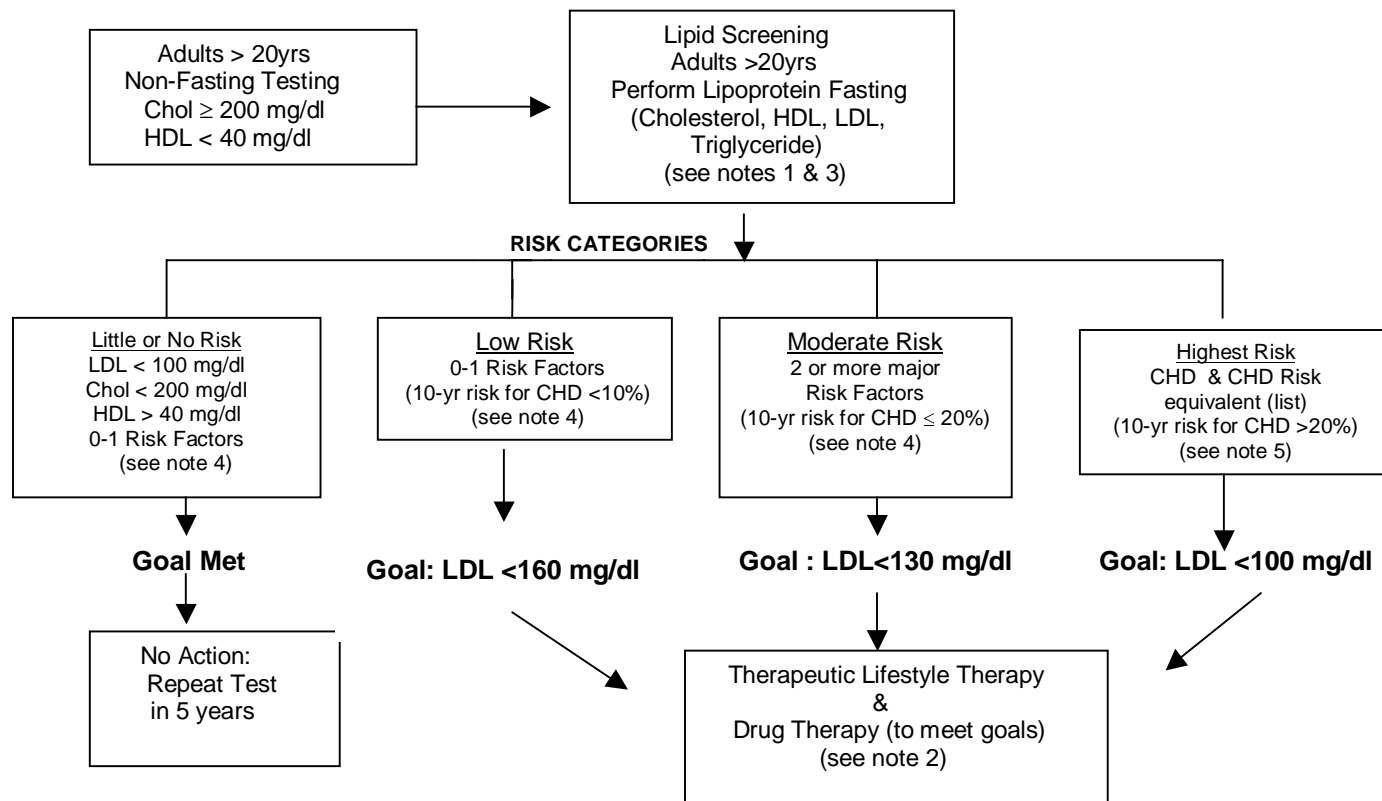 Adults > 20yrs
Non-Fasting Testing
Chol ≥ 200 mg/dl
HDL < 40 mg/dl
Lipid Screening
Adults >20yrs
Perform Lipoprotein Fasting
(Cholesterol, HDL, LDL,
Triglyceride)
(see notes 1 & 3)
RISK CATEGORIES
Little or No Risk
LDL < 100 mg/dl
Chol < 200 mg/dl
HDL > 40 mg/dl
0-1 Risk Factors
(see note 4)
Low Risk
0-1 Risk Factors
(10-yr risk for CHD <10%)
(see note 4)
Moderate Risk
2 or more major
Risk Factors
(10-yr risk for CHD ≤ 20%)
(see note 4)
Highest Risk
CHD & CHD Risk
equivalent (list)
(10-yr risk for CHD >20%)
(see note 5)
Goal Met
Goal: LDL <160 mg/dl
Goal : LDL<130 mg/dl
Goal: LDL <100 mg/dl
No Action:
Repeat Test
in 5 years
Therapeutic Lifestyle Therapy
&
Drug Therapy (to meet goals)
(see note 2)